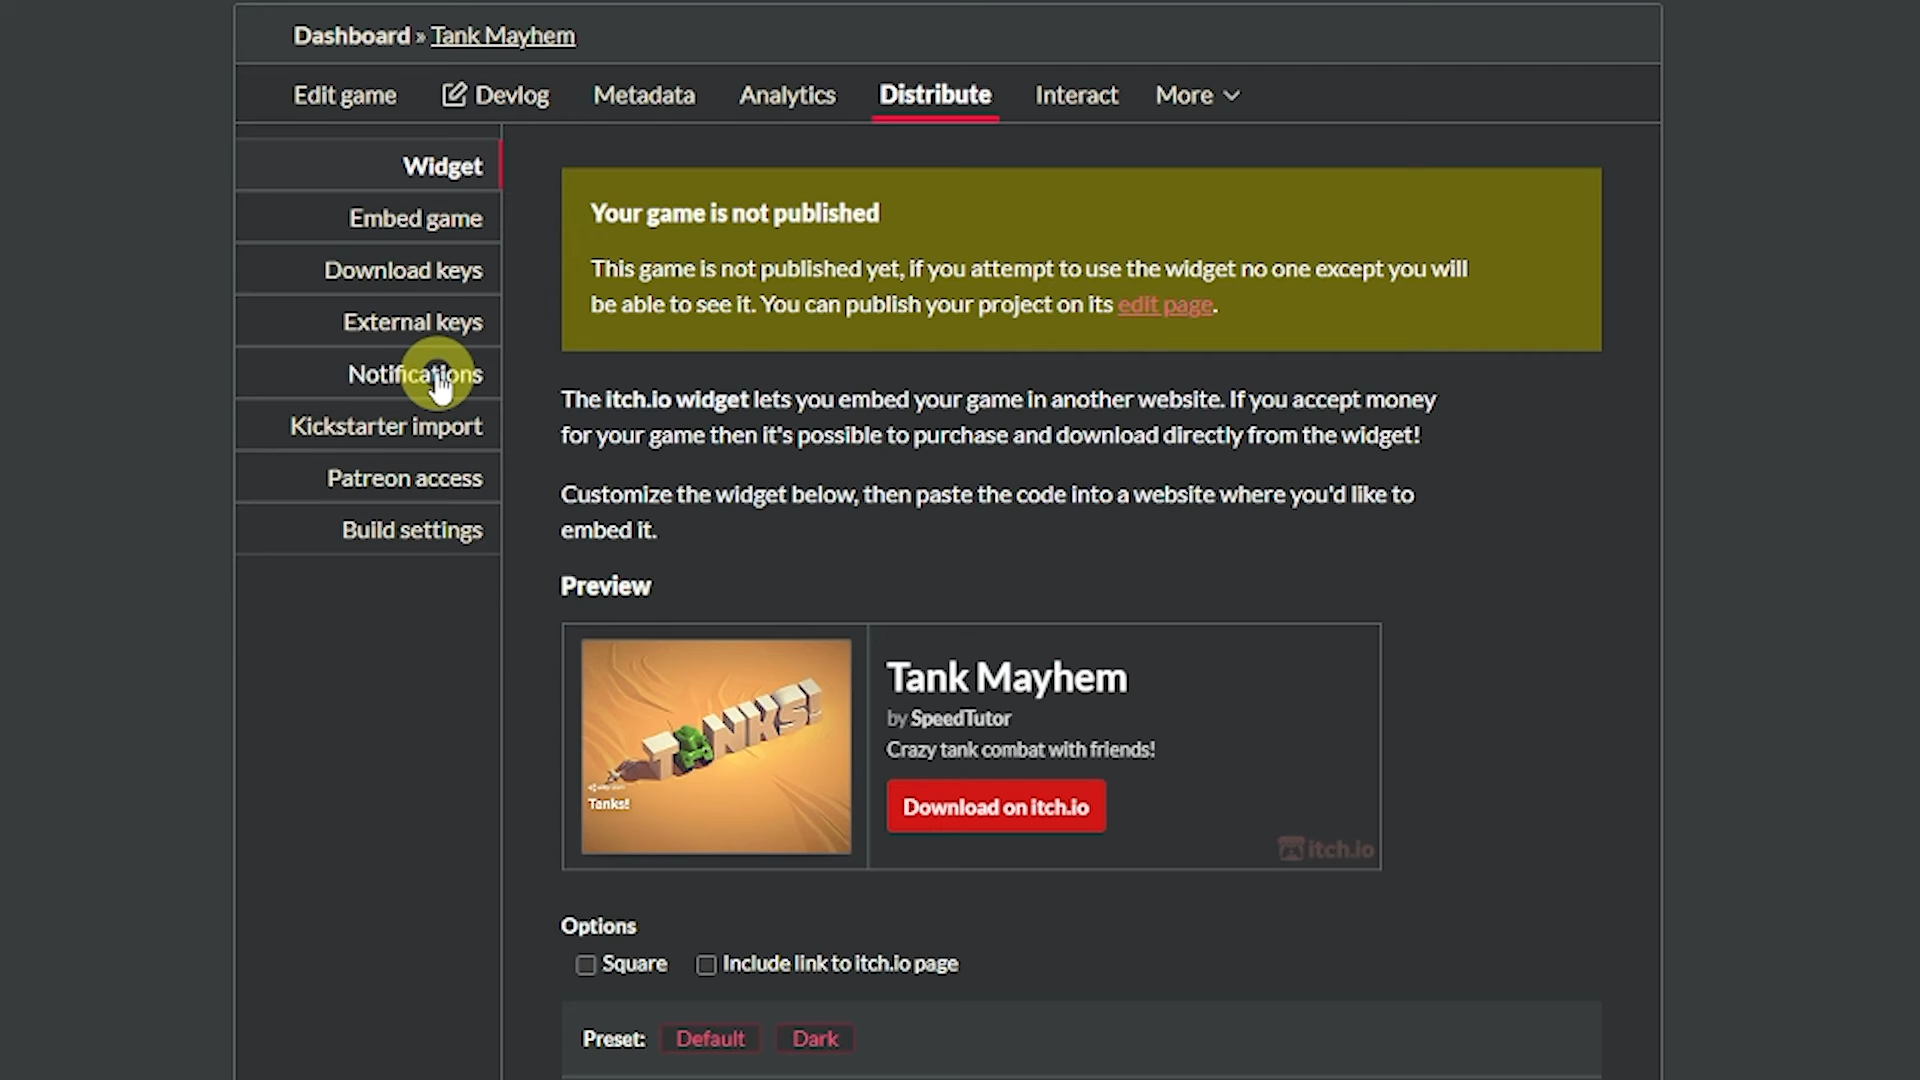 Dashboard » Tank Mayhem
Edit game Devlog Metadata Analytics Distribute Interact More
Widget
Embed game
Download keys
External keys
Notifications
Kickstarter import
Patreon access
Build settings
Your game is not published
This game is not published yet, if you attempt to use the widget no one except you will
be able to see it. You can publish your project on its edit page.
The itch.io widget lets you embed your game in another website. If you accept money
for your game then it's possible to purchase and download directly from the widget!
Customize the widget below, then paste the code into a website where you'd like to
embed it.
Preview
TANKS!
Tanks!
Tank Mayhem
by SpeedTutor
Crazy tank combat with friends!
Download on itch.io
itch.io
Options
Square Include link to itch.io page
Preset: Default Dark